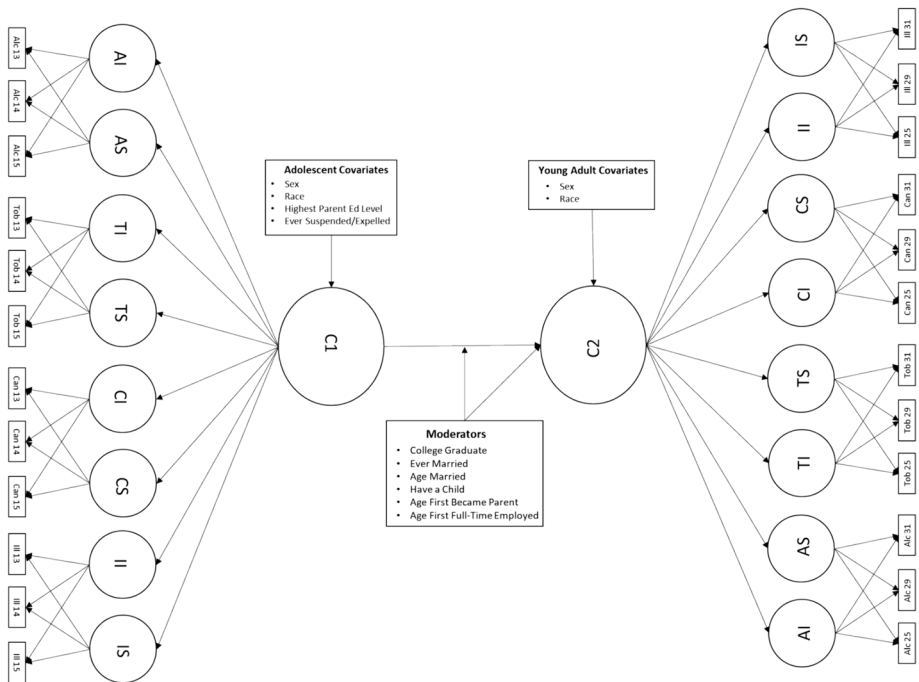 Alc 13
Alc 14
Alc 15
Tob 13
Tob 14
Tob 15
Can 13
Can 14
Can 15
Ill 13
Ill 14
Ill 15
AI
AS
TI
TS
CI
CS
II
IS
Adolescent Covariates
• Sex
• Race
• Highest Parent Ed Level
• Ever Suspended/Expelled
C1
Moderators
• College Graduate
• Ever Married
• Age Married
• Have a Child
• Age First Became Parent
• Age First Full-Time Employed
Young Adult Covariates
• Sex
• Race
C2
IS
II
CS
CI
TS
TI
AS
AI
Ill 31
Ill 29
Ill 25
Can 31
Can 29
Can 25
Tob 31
Tob 29
Tob 25
Alc 31
Alc 29
Alc 25